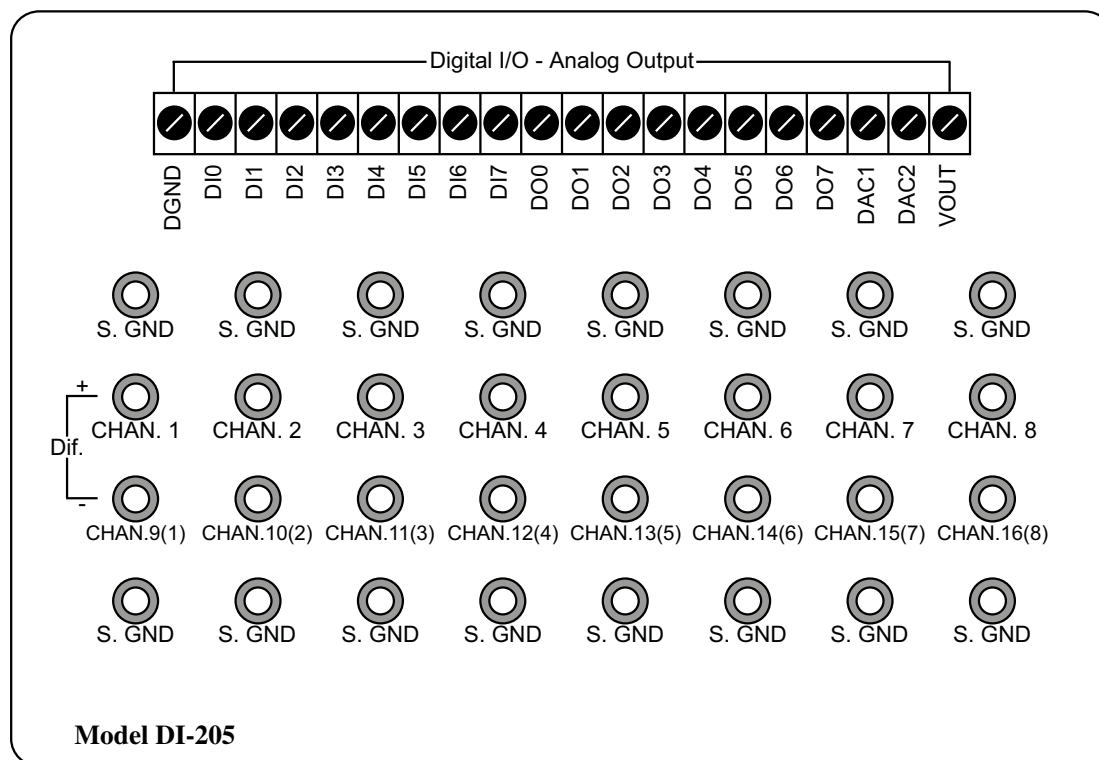 Digital I/O - Analog Output
DGND DI0 DI1 DI2 DI3 DI4 DI5 DI6 DI7 DO0 DO1 DO2 DO3 DO4 DO5 DO6 DO7 DAC1 DAC2 VOUT
S. GND S. GND S. GND S. GND S. GND S. GND S. GND S. GND
+
CHAN. 1 CHAN. 2 CHAN. 3 CHAN. 4 CHAN. 5 CHAN. 6 CHAN. 7 CHAN. 8
Dif.
-
CHAN.9(1) CHAN.10(2) CHAN.11(3) CHAN.12(4) CHAN.13(5) CHAN.14(6) CHAN.15(7) CHAN.16(8)
S. GND S. GND S. GND S. GND S. GND S. GND S. GND S. GND
Model DI-205